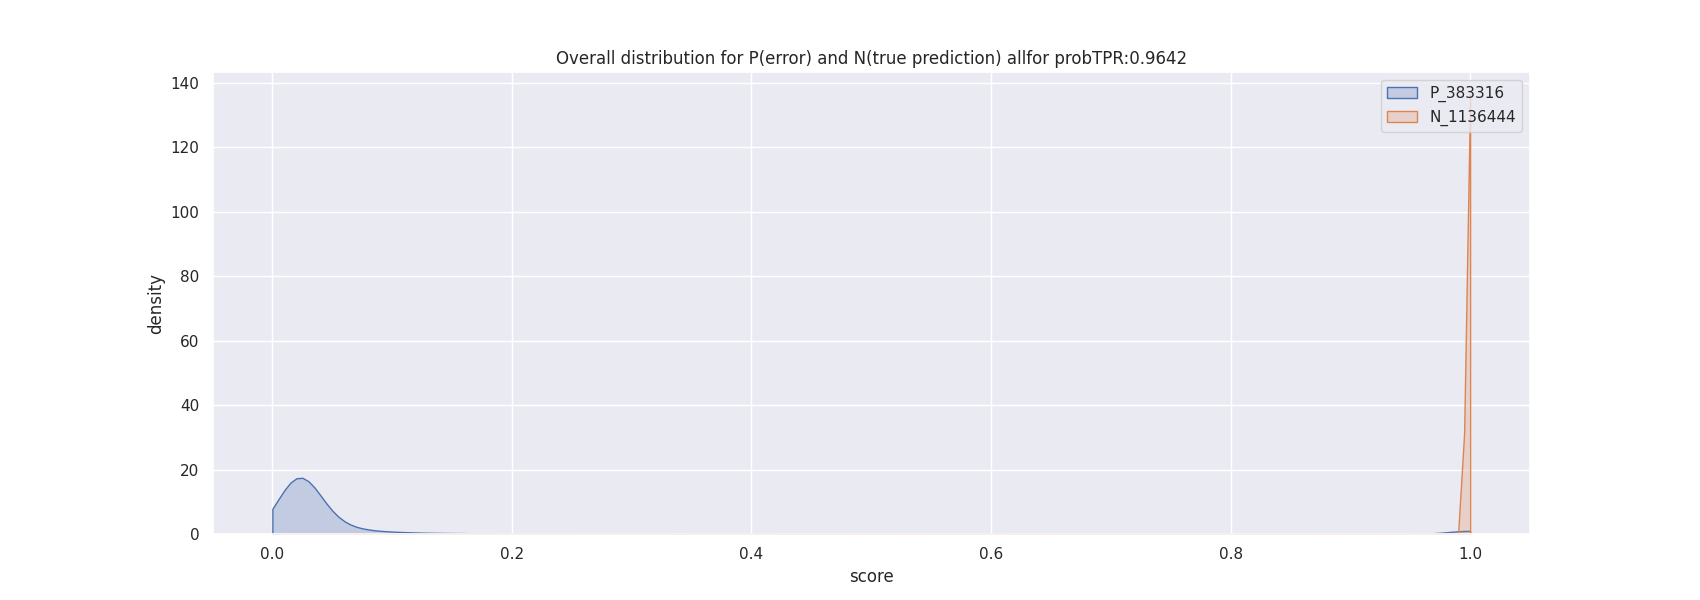 Overall distribution for P(error) and N(true prediction) allfor probTPR:0.9642
140
120
100
80
60
40
20
0
density
P_383316
N_1136444
0.0 0.2 0.4 0.6 0.8 1.0
score